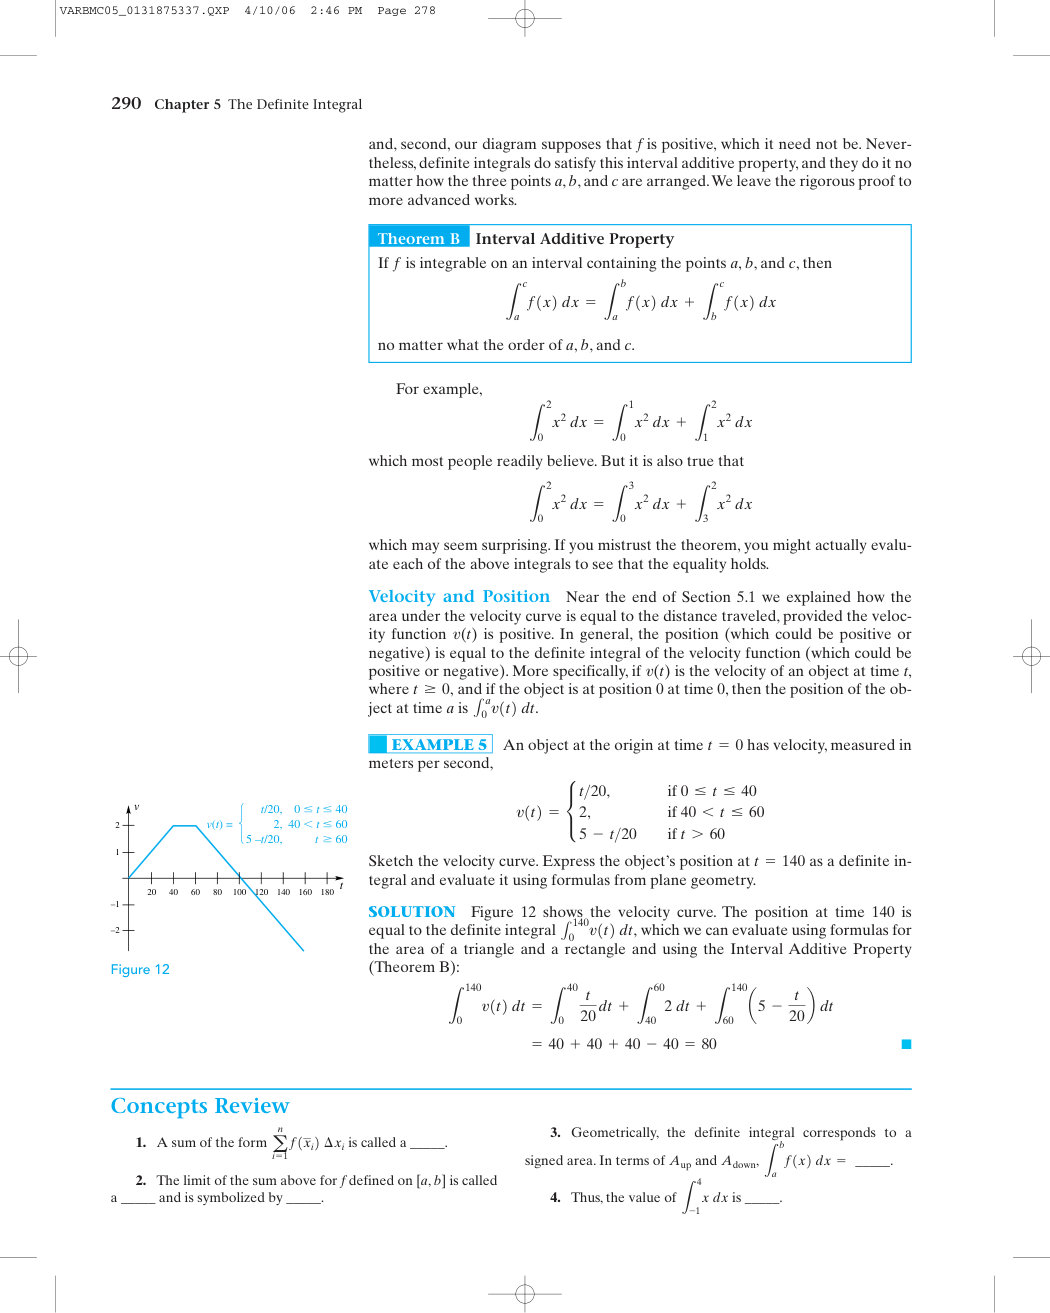 VARBMC05_0131875337.QXP 4/10/06 2:46 PM Page 278
290 Chapter 5 The Definite Integral
and, second, our diagram supposes that f is positive, which it need not be. Never-
theless, definite integrals do satisfy this interval additive property, and they do it no
matter how the three points a, b, and c are arranged. We leave the rigorous proof to
more advanced works.
Theorem B Interval Additive Property
If f is integrable on an interval containing the points a, b, and c, then
∫_a^c f(x) dx = ∫_a^b f(x) dx + ∫_b^c f(x) dx
no matter what the order of a, b, and c.
For example,
∫_0^2 x² dx = ∫_0^1 x² dx + ∫_1^2 x² dx
which most people readily believe. But it is also true that
∫_0^2 x² dx = ∫_0^3 x² dx + ∫_3^2 x² dx
which may seem surprising. If you mistrust the theorem, you might actually evalu-
ate each of the above integrals to see that the equality holds.
Velocity and Position Near the end of Section 5.1 we explained how the
area under the velocity curve is equal to the distance traveled, provided the veloc-
ity function v(t) is positive. In general, the position (which could be positive or
negative) is equal to the definite integral of the velocity function (which could be
positive or negative). More specifically, if v(t) is the velocity of an object at time t,
where t ≥ 0, and if the object is at position 0 at time 0, then the position of the ob-
ject at time a is ∫_0^a v(t) dt.
EXAMPLE 5 An object at the origin at time t = 0 has velocity, measured in
meters per second,
v(t) = { t/20, if 0 ≤ t ≤ 40
2, if 40 < t ≤ 60
5 − t/20 if t > 60
Sketch the velocity curve. Express the object's position at t = 140 as a definite in-
tegral and evaluate it using formulas from plane geometry.
SOLUTION Figure 12 shows the velocity curve. The position at time 140 is
equal to the definite integral ∫_0^140 v(t) dt, which we can evaluate using formulas for
the area of a triangle and a rectangle and using the Interval Additive Property
(Theorem B):
∫_0^140 v(t) dt = ∫_0^40 t/20 dt + ∫_40^60 2 dt + ∫_60^140 (5 − t/20) dt
= 40 + 40 + 40 − 40 = 80
v
t/20, 0 ≤ t ≤ 40
v(t) = { 2, 40 < t ≤ 60
5 –t/20, t ≥ 60
2
1
20 40 60 80 100 120 140 160 180 t
–1
–2
Figure 12
Concepts Review
1. A sum of the form ∑_{i=1}^n f(x̄_i) Δx_i is called a _____.
2. The limit of the sum above for f defined on [a, b] is called
a _____ and is symbolized by _____.
3. Geometrically, the definite integral corresponds to a
signed area. In terms of A_up and A_down, ∫_a^b f(x) dx = _____.
4. Thus, the value of ∫_−1^4 x dx is _____.